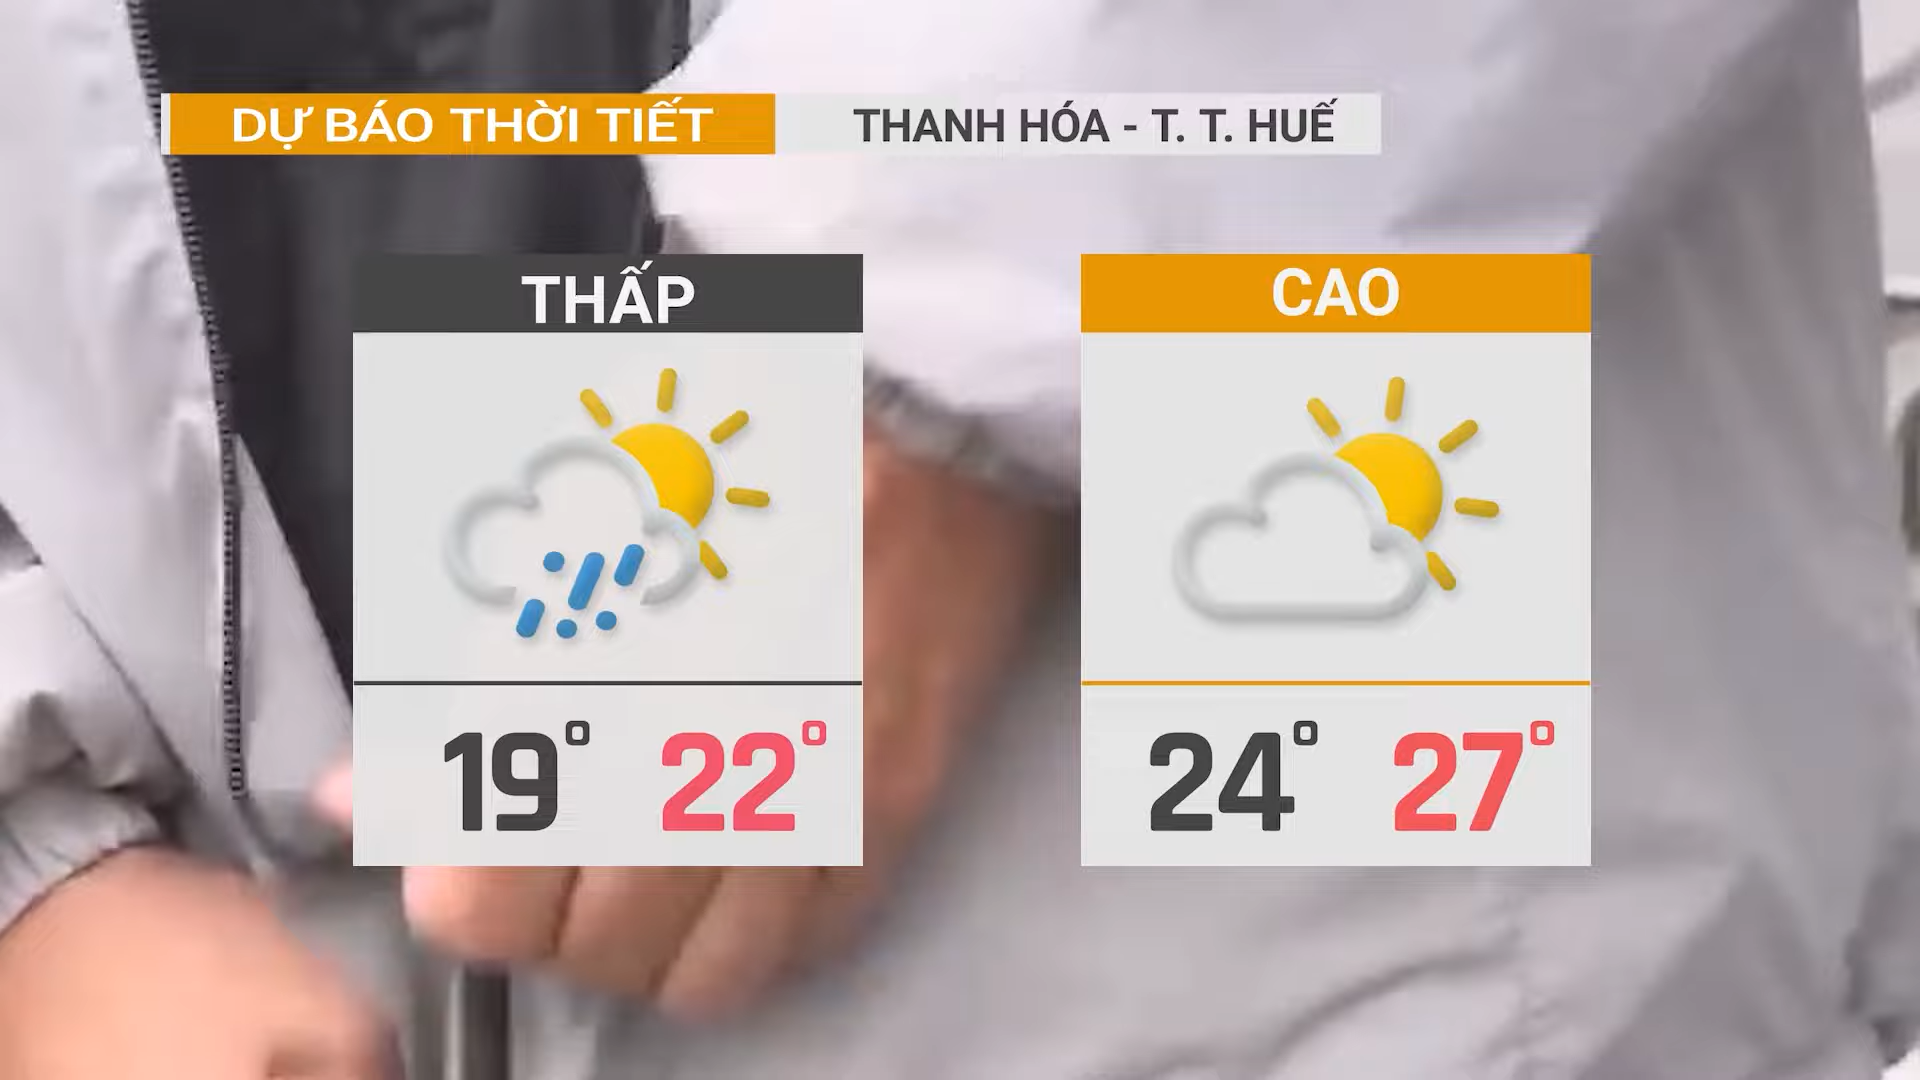 DỰ BÁO THỜI TIẾT
THANH HÓA - T. T. HUẾ
THẤP
CAO
19° 22°
24° 27°